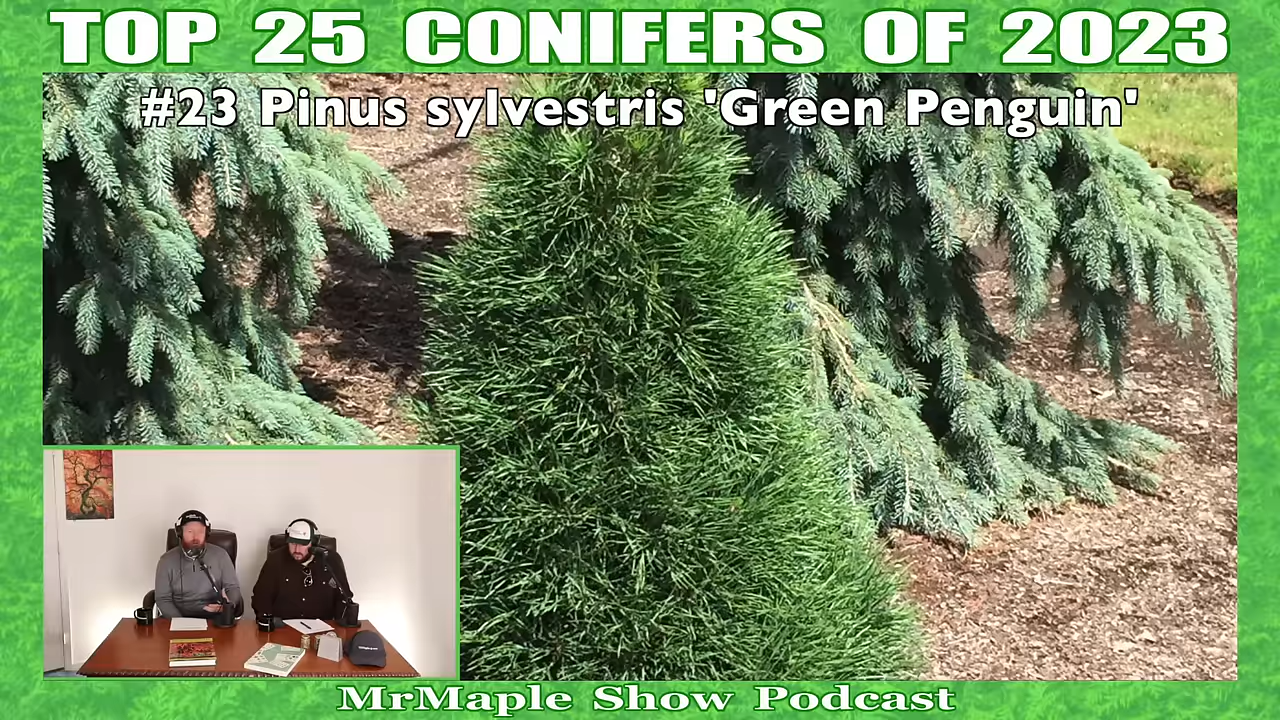 TOP 25 CONIFERS OF 2023
#23 Pinus sylvestris 'Green Penguin'
MrMaple Show Podcast